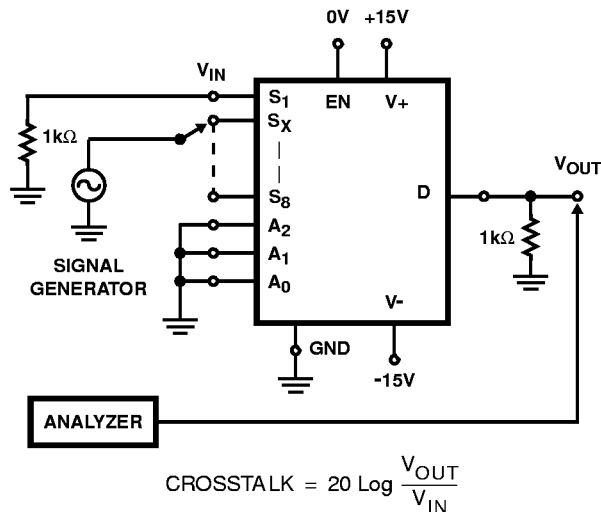 0V +15V
V_IN
S1
EN
V+
1kΩ
SX
VOUT
S8
D
A2
1kΩ
A1
SIGNAL
GENERATOR
A0
V-
GND
-15V
ANALYZER
CROSSTALK = 20 Log VOUT / VIN